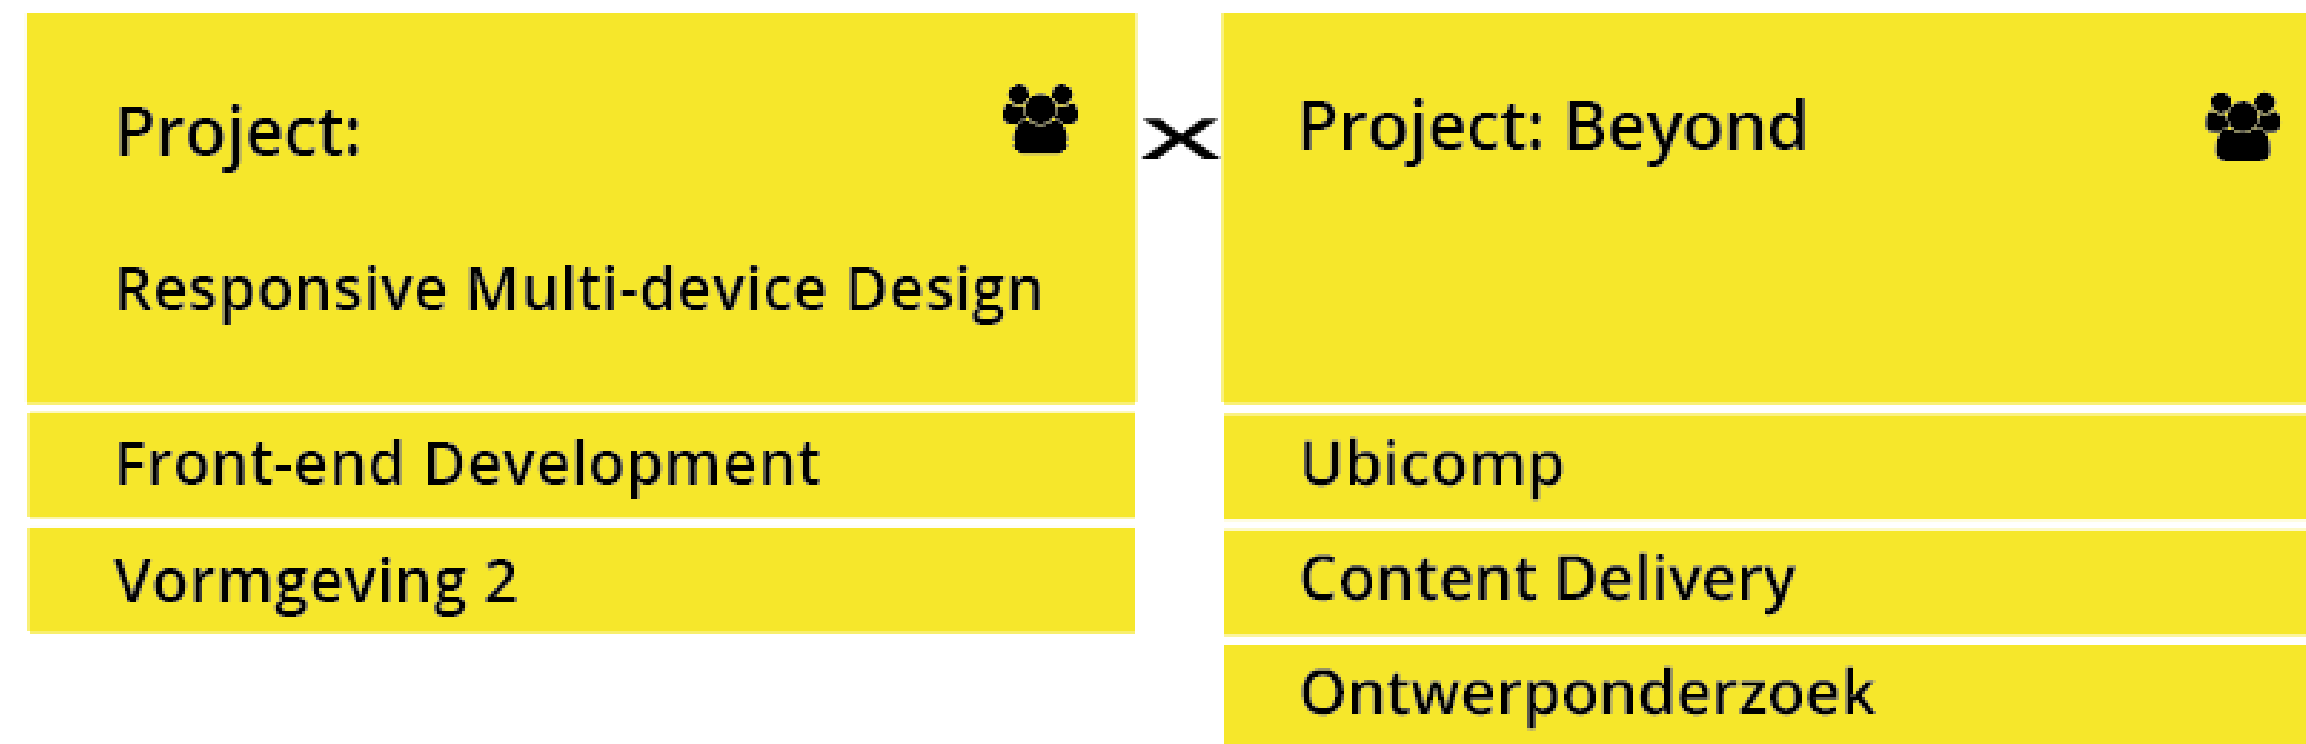 Project:
Responsive Multi-device Design
Front-end Development
Vormgeving 2
x
Project: Beyond
Ubicomp
Content Delivery
Ontwerponderzoek